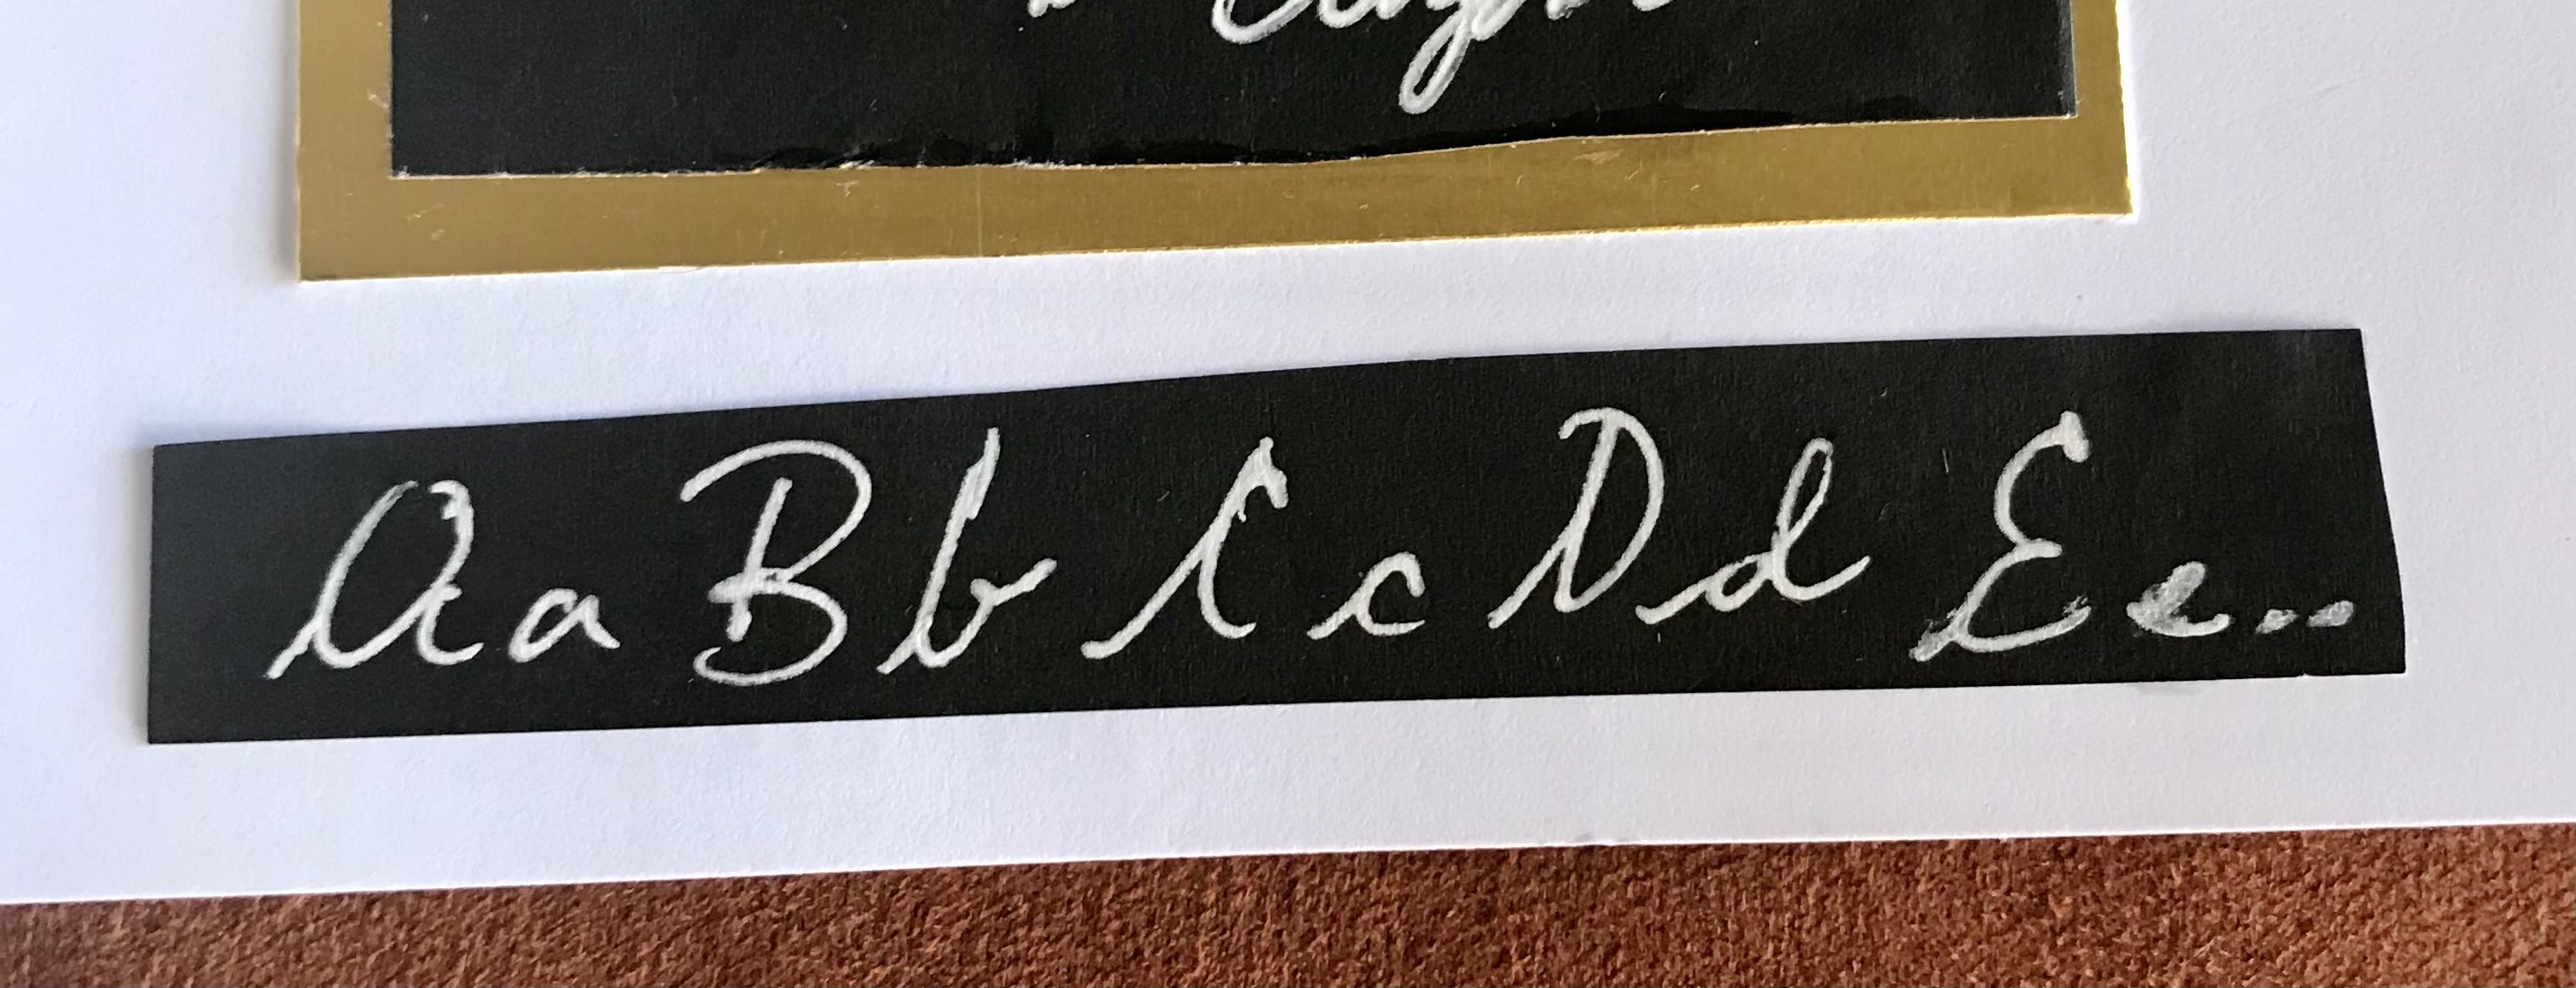 Aa Bb Cc Dd Ee..